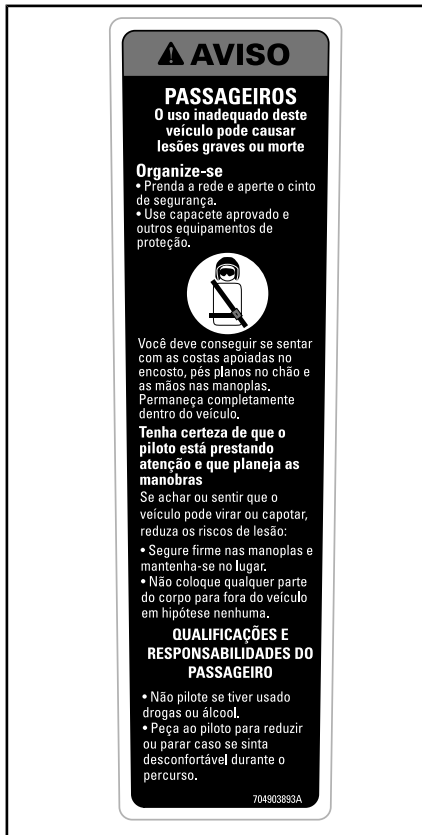 AVISO
PASSAGEIROS
O uso inadequado deste
veículo pode causar
lesões graves ou morte
Organize-se
• Prenda a rede e aperte o cinto
de segurança.
• Use capacete aprovado e
outros equipamentos de
proteção.
Você deve conseguir se sentar
com as costas apoiadas no
encosto, pés planos no chão e
as mãos nas manoplas.
Permaneça completamente
dentro do veículo.
Tenha certeza de que o
piloto está prestando
atenção e que planeja as
manobras
Se achar ou sentir que o
veículo pode virar ou capotar,
reduza os riscos de lesão:
• Segure firme nas manoplas e
mantenha-se no lugar.
• Não coloque qualquer parte
do corpo para fora do veículo
em hipótese nenhuma.
QUALIFICAÇÕES E
RESPONSABILIDADES DO
PASSAGEIRO
• Não pilote se tiver usado
drogas ou álcool.
• Peça ao piloto para reduzir
ou parar caso se sinta
desconfortável durante o
percurso.
704903893A